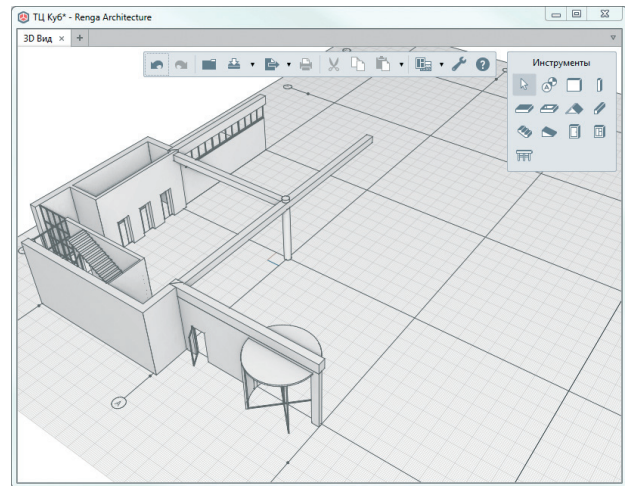 ТЦ Куб* - Renga Architecture
3D Вид × +
Инструменты